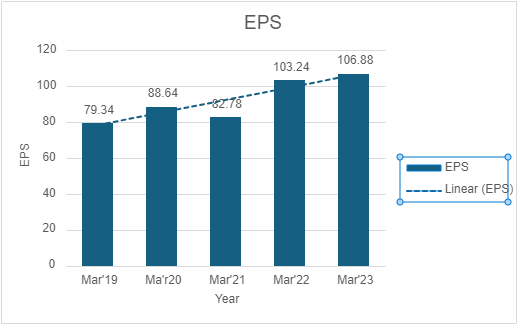 EPS
120
100
80
60
40
20
0
EPS
79.34
88.64
82.78
103.24
106.88
Mar'19
Ma'r20
Mar'21
Mar'22
Mar'23
Year
EPS
Linear (EPS)